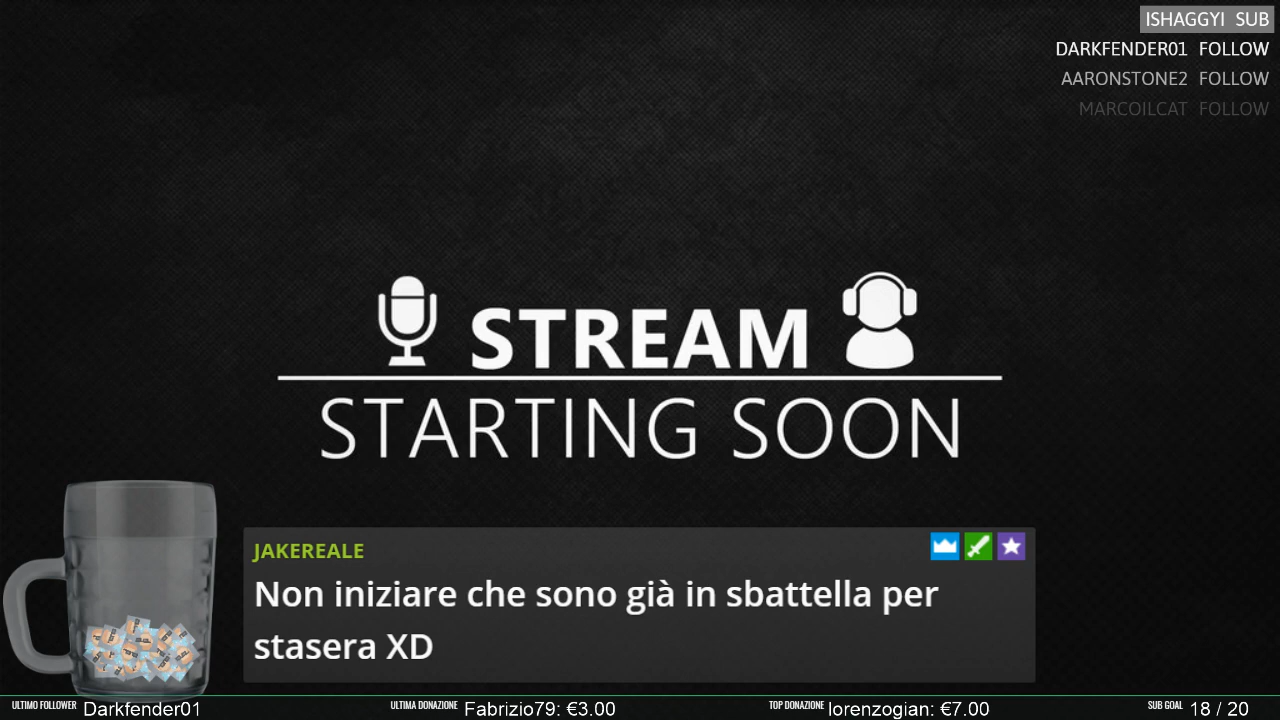 ISHAGGYI SUB
DARKFENDER01 FOLLOW
AARONSTONE2 FOLLOW
MARCOILCAT FOLLOW
STREAM
STARTING SOON
JAKEREALE
Non iniziare che sono già in sbattella per
stasera XD
ULTIMO FOLLOWER Darkfender01 ULTIMA DONAZIONE Fabrizio79: €3.00 TOP DONAZIONE lorenzogian: €7.00 SUB GOAL 18 / 20